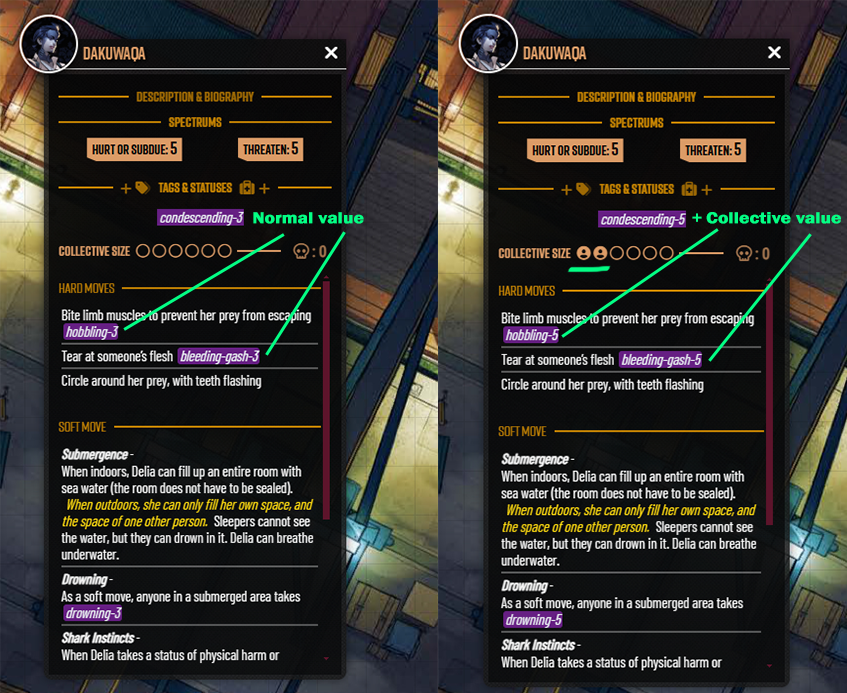 DAKUWAQA
DESCRIPTION & BIOGRAPHY
SPECTRUMS
HURT OR SUBDUE: 5
THREATEN: 5
+ TAGS & STATUSES +
condescending-3 Normal value
COLLECTIVE SIZE : 0
HARD MOVES
Bite limb muscles to prevent her prey from escaping
hobbling-3
Tear at someone's flesh bleeding-gash-3
Circle around her prey, with teeth flashing
SOFT MOVE
Submergence -
When indoors, Delia can fill up an entire room with
sea water (the room does not have to be sealed).
When outdoors, she can only fill her own space, and
the space of one other person. Sleepers cannot see
the water, but they can drown in it. Delia can breathe
underwater.
Drowning -
As a soft move, anyone in a submerged area takes
drowning-3
Shark Instincts -
When Delia takes a status of physical harm or
DAKUWAQA
DESCRIPTION & BIOGRAPHY
SPECTRUMS
HURT OR SUBDUE: 5
THREATEN: 5
+ TAGS & STATUSES +
condescending-5 + Collective value
COLLECTIVE SIZE : 0
HARD MOVES
Bite limb muscles to prevent her prey from escaping
hobbling-5
Tear at someone's flesh bleeding-gash-5
Circle around her prey, with teeth flashing
SOFT MOVE
Submergence -
When indoors, Delia can fill up an entire room with
sea water (the room does not have to be sealed).
When outdoors, she can only fill her own space, and
the space of one other person. Sleepers cannot see
the water, but they can drown in it. Delia can breathe
underwater.
Drowning -
As a soft move, anyone in a submerged area takes
drowning-5
Shark Instincts -
When Delia takes a status of physical harm or